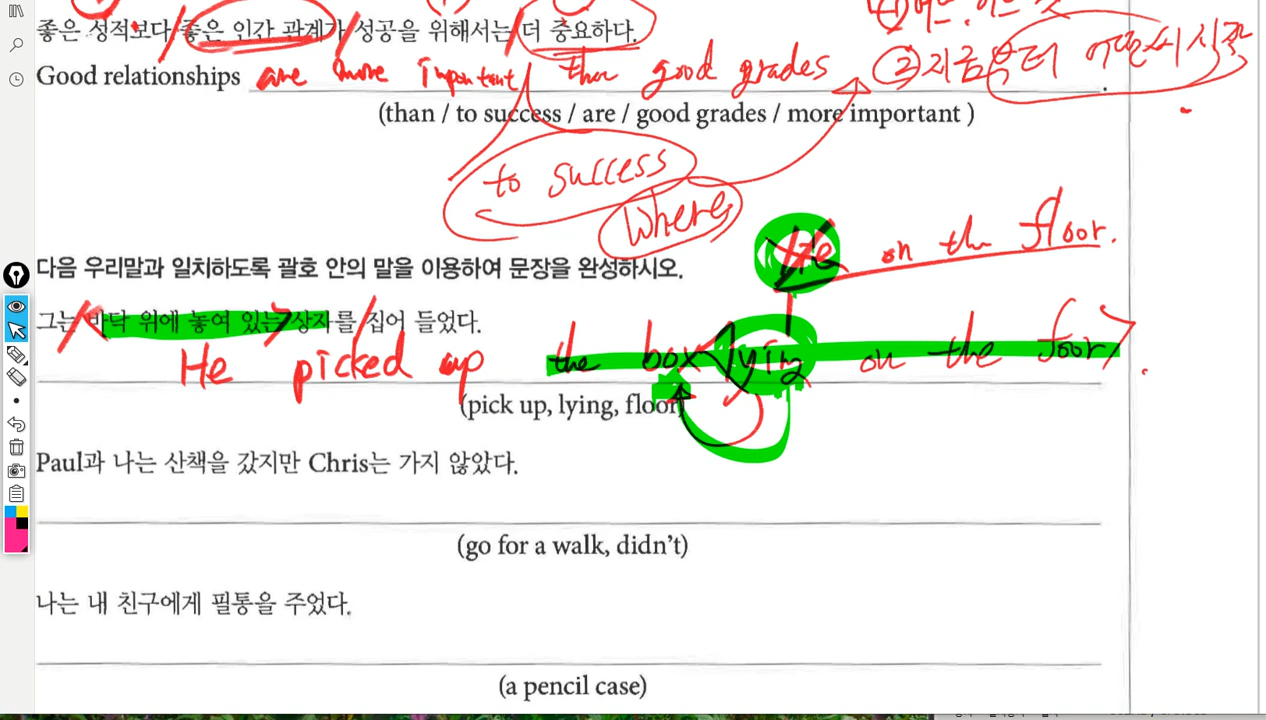 좋은 성적보다 좋은 인간 관계가 성공을 위해서는 더 중요하다.
②지금부터
Good relationships are more important than good grades.
(than / to success / are / good grades / more important )
to success
where
on the floor.
다음 우리말과 일치하도록 괄호 안의 말을 이용하여 문장을 완성하시오.
그는 바닥 위에 놓여 있는 상자를 집어 들었다.
He picked up the box lying on the foor.
(pick up, lying, floor)
Paul과 나는 산책을 갔지만 Chris는 가지 않았다.
(go for a walk, didn't)
나는 내 친구에게 필통을 주었다.
(a pencil case)